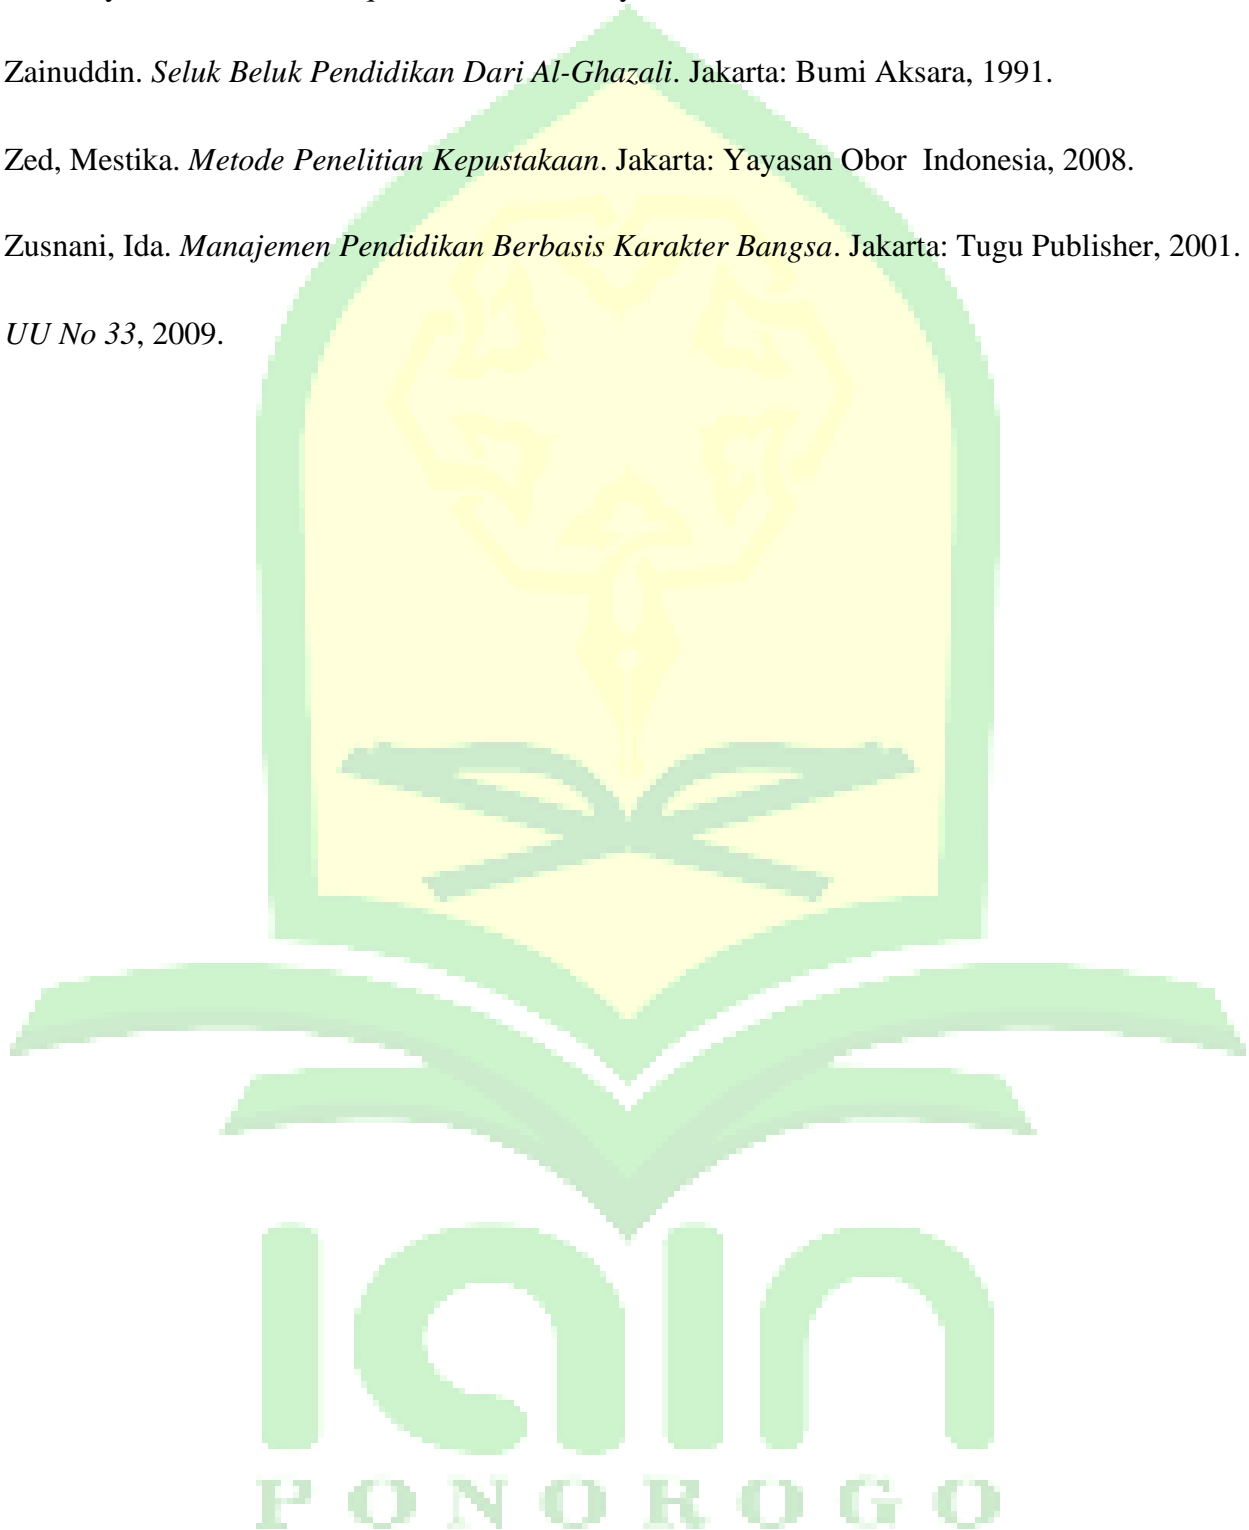 Zainuddin. Seluk Beluk Pendidikan Dari Al-Ghazali. Jakarta: Bumi Aksara, 1991.
Zed, Mestika. Metode Penelitian Kepustakaan. Jakarta: Yayasan Obor  Indonesia, 2008.
Zusnani, Ida. Manajemen Pendidikan Berbasis Karakter Bangsa. Jakarta: Tugu Publisher, 2001.
UU No 33, 2009.
iain
PONOROGO